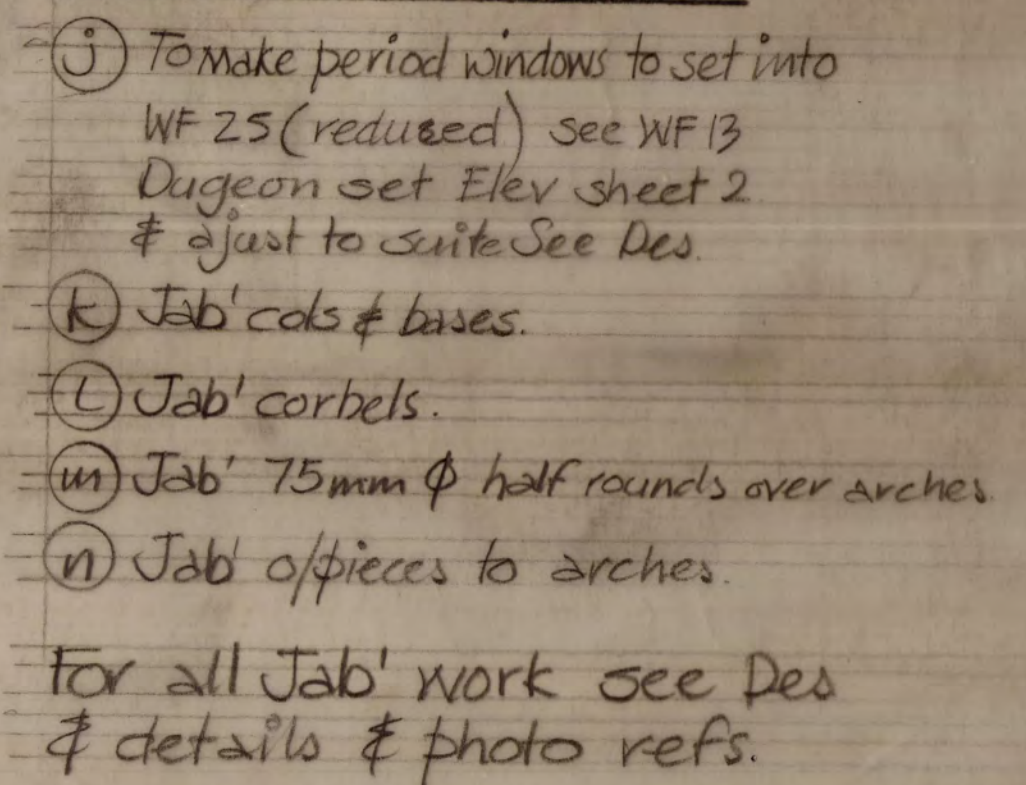 j To make period windows to set into
WF 25 (redused) see WF 13
Dugeon set Elev sheet 2
& ajust to suite See Des.
k Jab' cols & bases.
L Jab' corbels.
m Jab' 75mm φ half rounds over arches.
n Jab' o/pieces to arches.
For all Jab' work see Des
& details & photo refs.